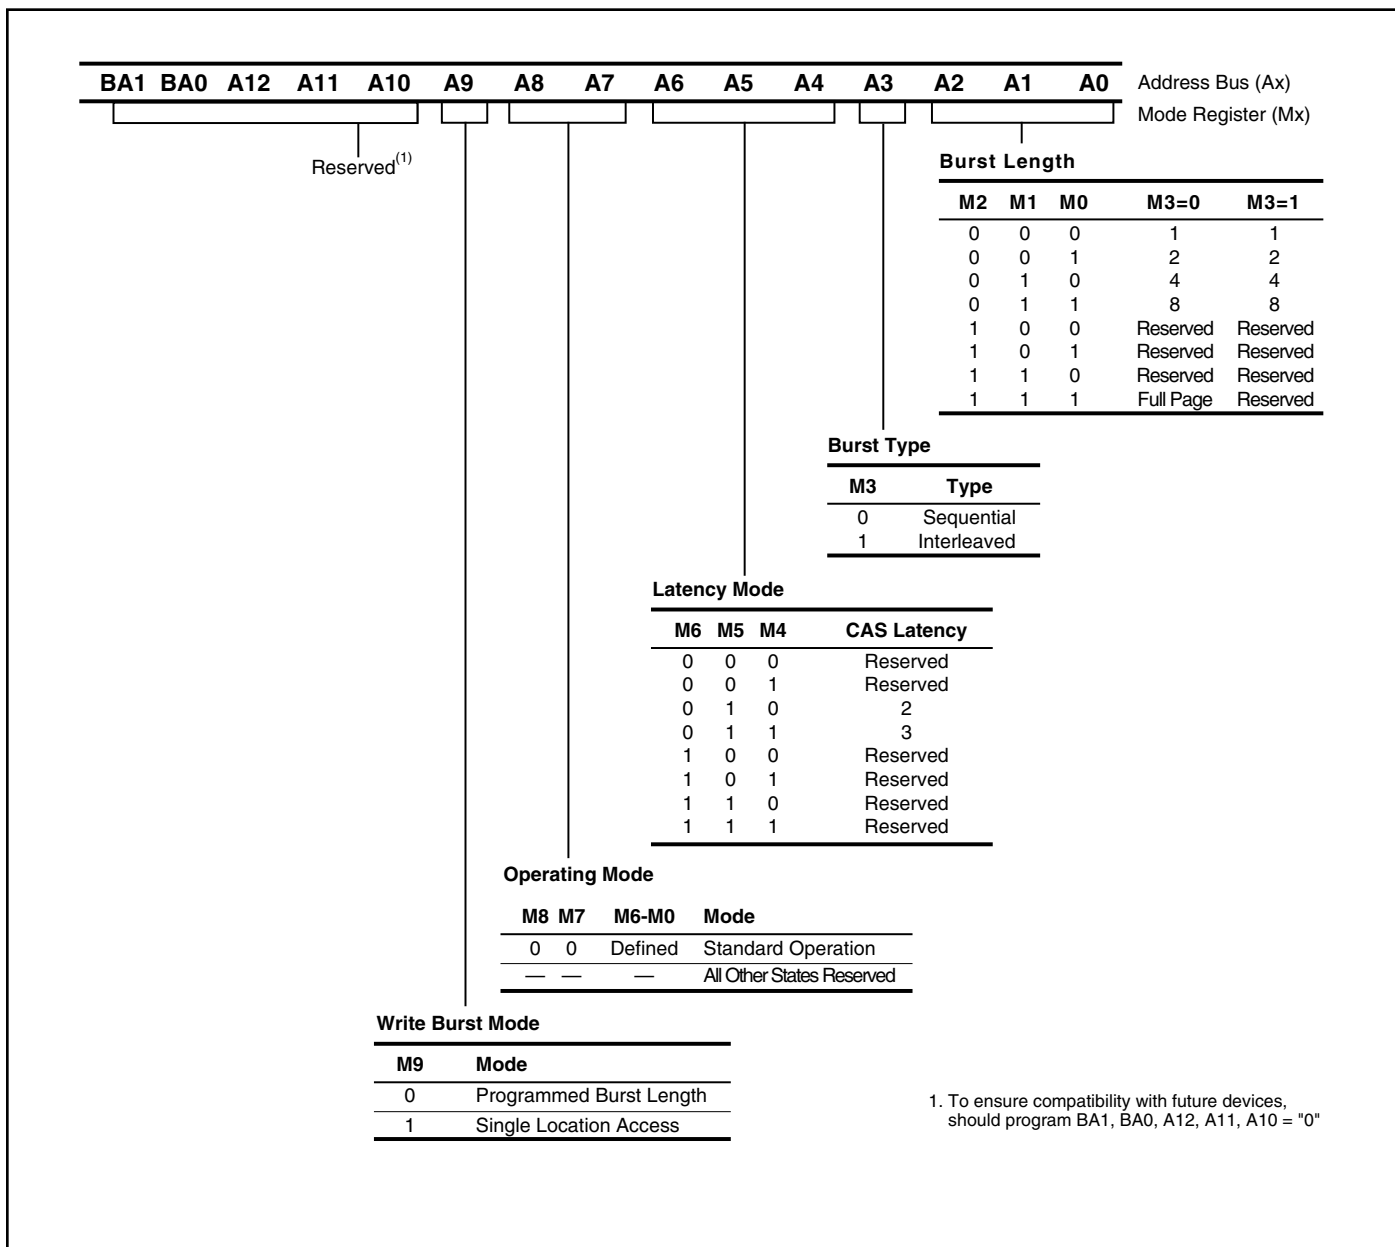 BA1 BA0 A12 A11 A10 A9 A8 A7 A6 A5 A4 A3 A2 A1 A0 Address Bus (Ax)
Mode Register (Mx)
Reserved(1)
Burst Length
M2 M1 M0 M3=0 M3=1
0 0 0 1 1
0 0 1 2 2
0 1 0 4 4
0 1 1 8 8
1 0 0 Reserved Reserved
1 0 1 Reserved Reserved
1 1 0 Reserved Reserved
1 1 1 Full Page Reserved
Burst Type
M3 Type
0 Sequential
1 Interleaved
Latency Mode
M6 M5 M4 CAS Latency
0 0 0 Reserved
0 0 1 Reserved
0 1 0 2
0 1 1 3
1 0 0 Reserved
1 0 1 Reserved
1 1 0 Reserved
1 1 1 Reserved
Operating Mode
M8 M7 M6-M0 Mode
0 0 Defined Standard Operation
— — — All Other States Reserved
Write Burst Mode
M9 Mode
0 Programmed Burst Length
1 Single Location Access
1. To ensure compatibility with future devices,
should program BA1, BA0, A12, A11, A10 = "0"